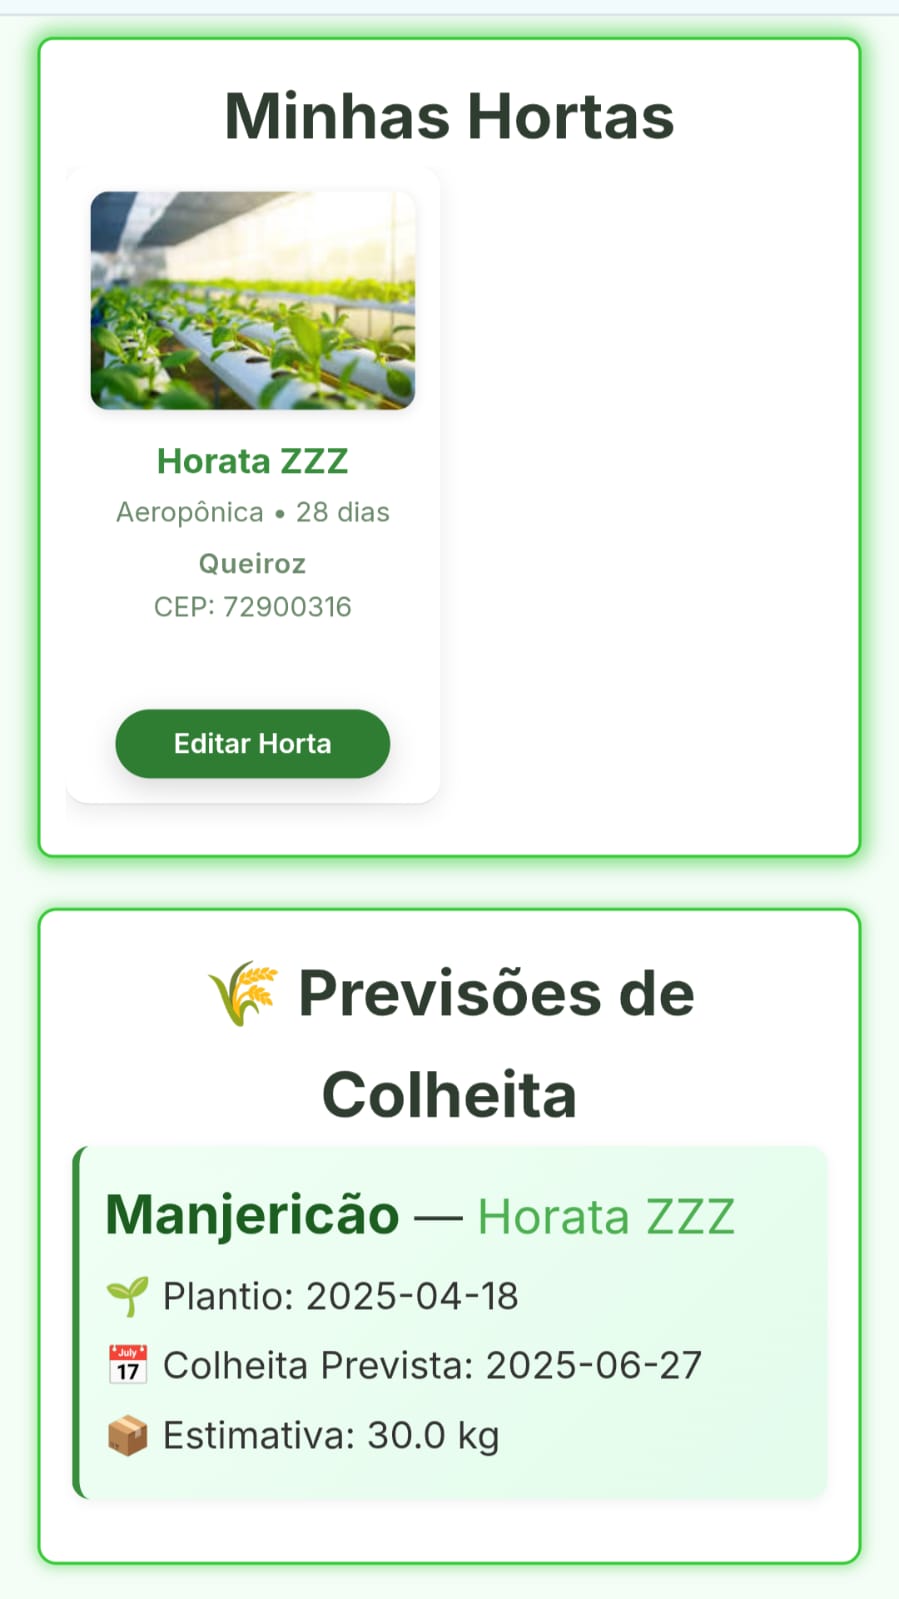 Minhas Hortas
Horata ZZZ
Aeropônica • 28 dias
Queiroz
CEP: 72900316
Editar Horta
🌾 Previsões de
Colheita
Manjericão — Horata ZZZ
🌱 Plantio: 2025-04-18
📅 Colheita Prevista: 2025-06-27
📦 Estimativa: 30.0 kg